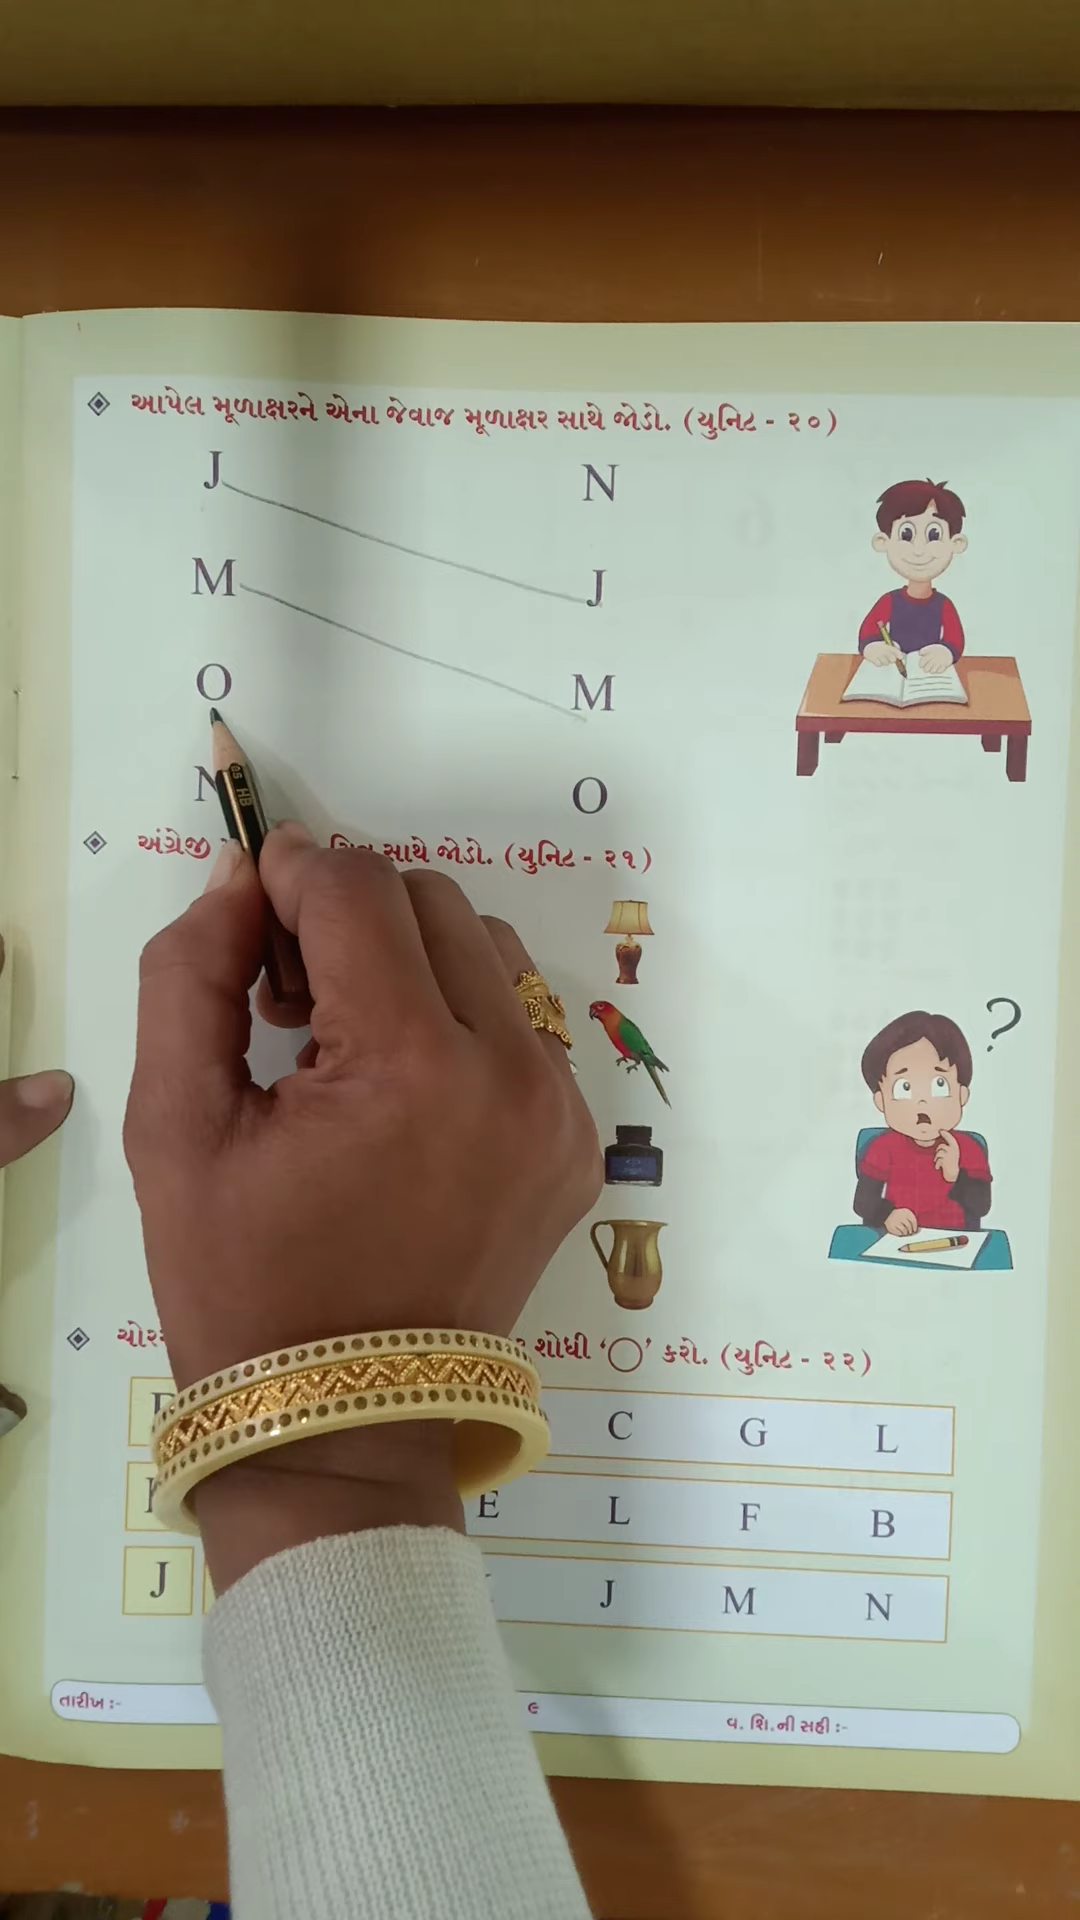 આપેલ મૂળાક્ષરને એના જેવાજ મૂળાક્ષર સાથે જોડો. (યુનિટ - ૨૦)
J N
M J
O M
N O
અંગ્રેજી સાથે જોડો. (યુનિટ - ૨૧)
HB
?
શોધી ‘◯’ કરો. (યુનિટ - ૨૨)
C G L
E L F B
J J M N
તારીખ :- ૯ વ. શિ.ની સહી :-